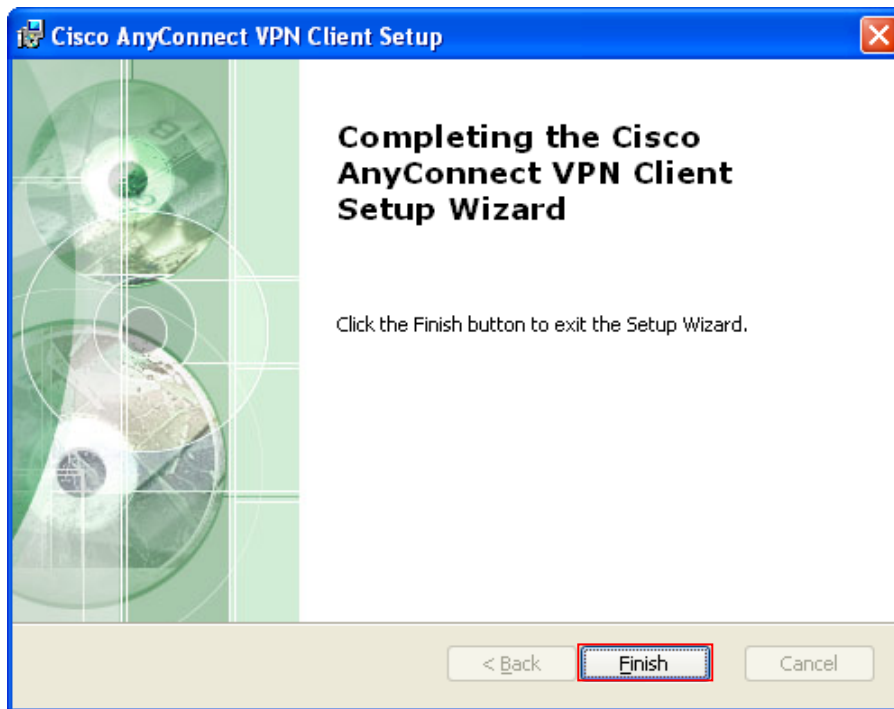 Cisco AnyConnect VPN Client Setup
Completing the Cisco
AnyConnect VPN Client
Setup Wizard
Click the Finish button to exit the Setup Wizard.
< Back
Finish
Cancel